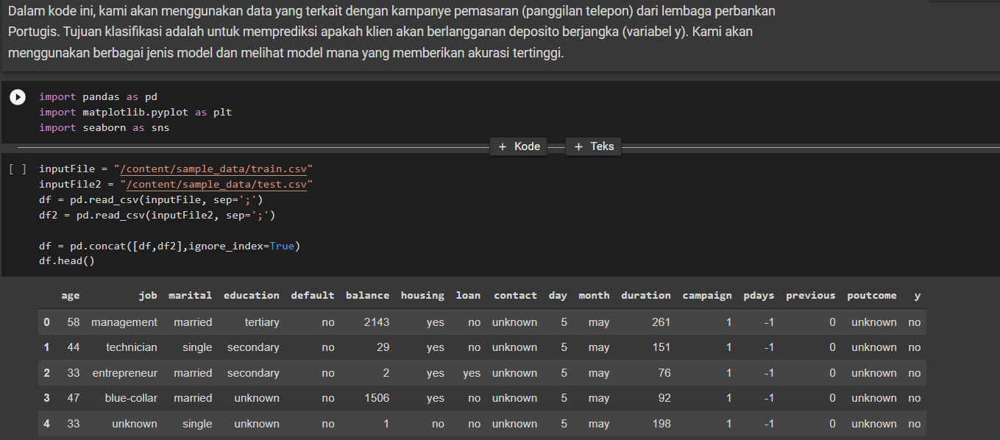 Dalam kode ini, kami akan menggunakan data yang terkait dengan kampanye pemasaran (panggilan telepon) dari lembaga perbankan
Portugis. Tujuan klasifikasi adalah untuk memprediksi apakah klien akan berlangganan deposito berjangka (variabel y). Kami akan
menggunakan berbagai jenis model dan melihat model mana yang memberikan akurasi tertinggi.
import pandas as pd
import matplotlib.pyplot as plt
import seaborn as sns
+ Kode + Teks
[ ] inputFile = "/content/sample_data/train.csv"
inputFile2 = "/content/sample_data/test.csv"
df = pd.read_csv(inputFile, sep=';')
df2 = pd.read_csv(inputFile2, sep=';')
df = pd.concat([df,df2],ignore_index=True)
df.head()
age job marital education default balance housing loan contact day month duration campaign pdays previous poutcome y
0 58 management married tertiary no 2143 yes no unknown 5 may 261 1 -1 0 unknown no
1 44 technician single secondary no 29 yes no unknown 5 may 151 1 -1 0 unknown no
2 33 entrepreneur married secondary no 2 yes yes unknown 5 may 76 1 -1 0 unknown no
3 47 blue-collar married unknown no 1506 yes no unknown 5 may 92 1 -1 0 unknown no
4 33 unknown single unknown no 1 no no unknown 5 may 198 1 -1 0 unknown no